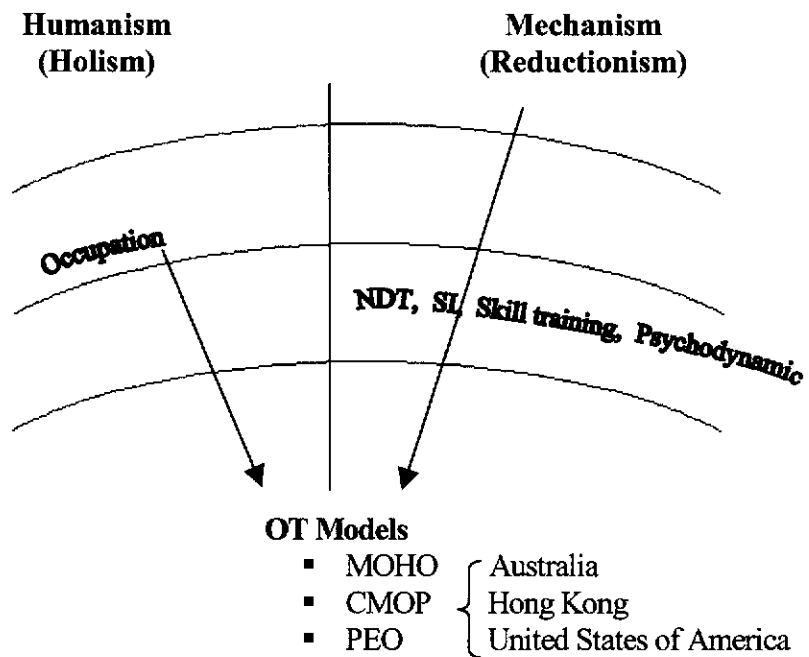 Humanism
(Holism)
Mechanism
(Reductionism)
Occupation
NDT, SI, Skill training, Psychodynamic
OT Models
▪ MOHO
▪ CMOP
▪ PEO
Australia
Hong Kong
United States of America